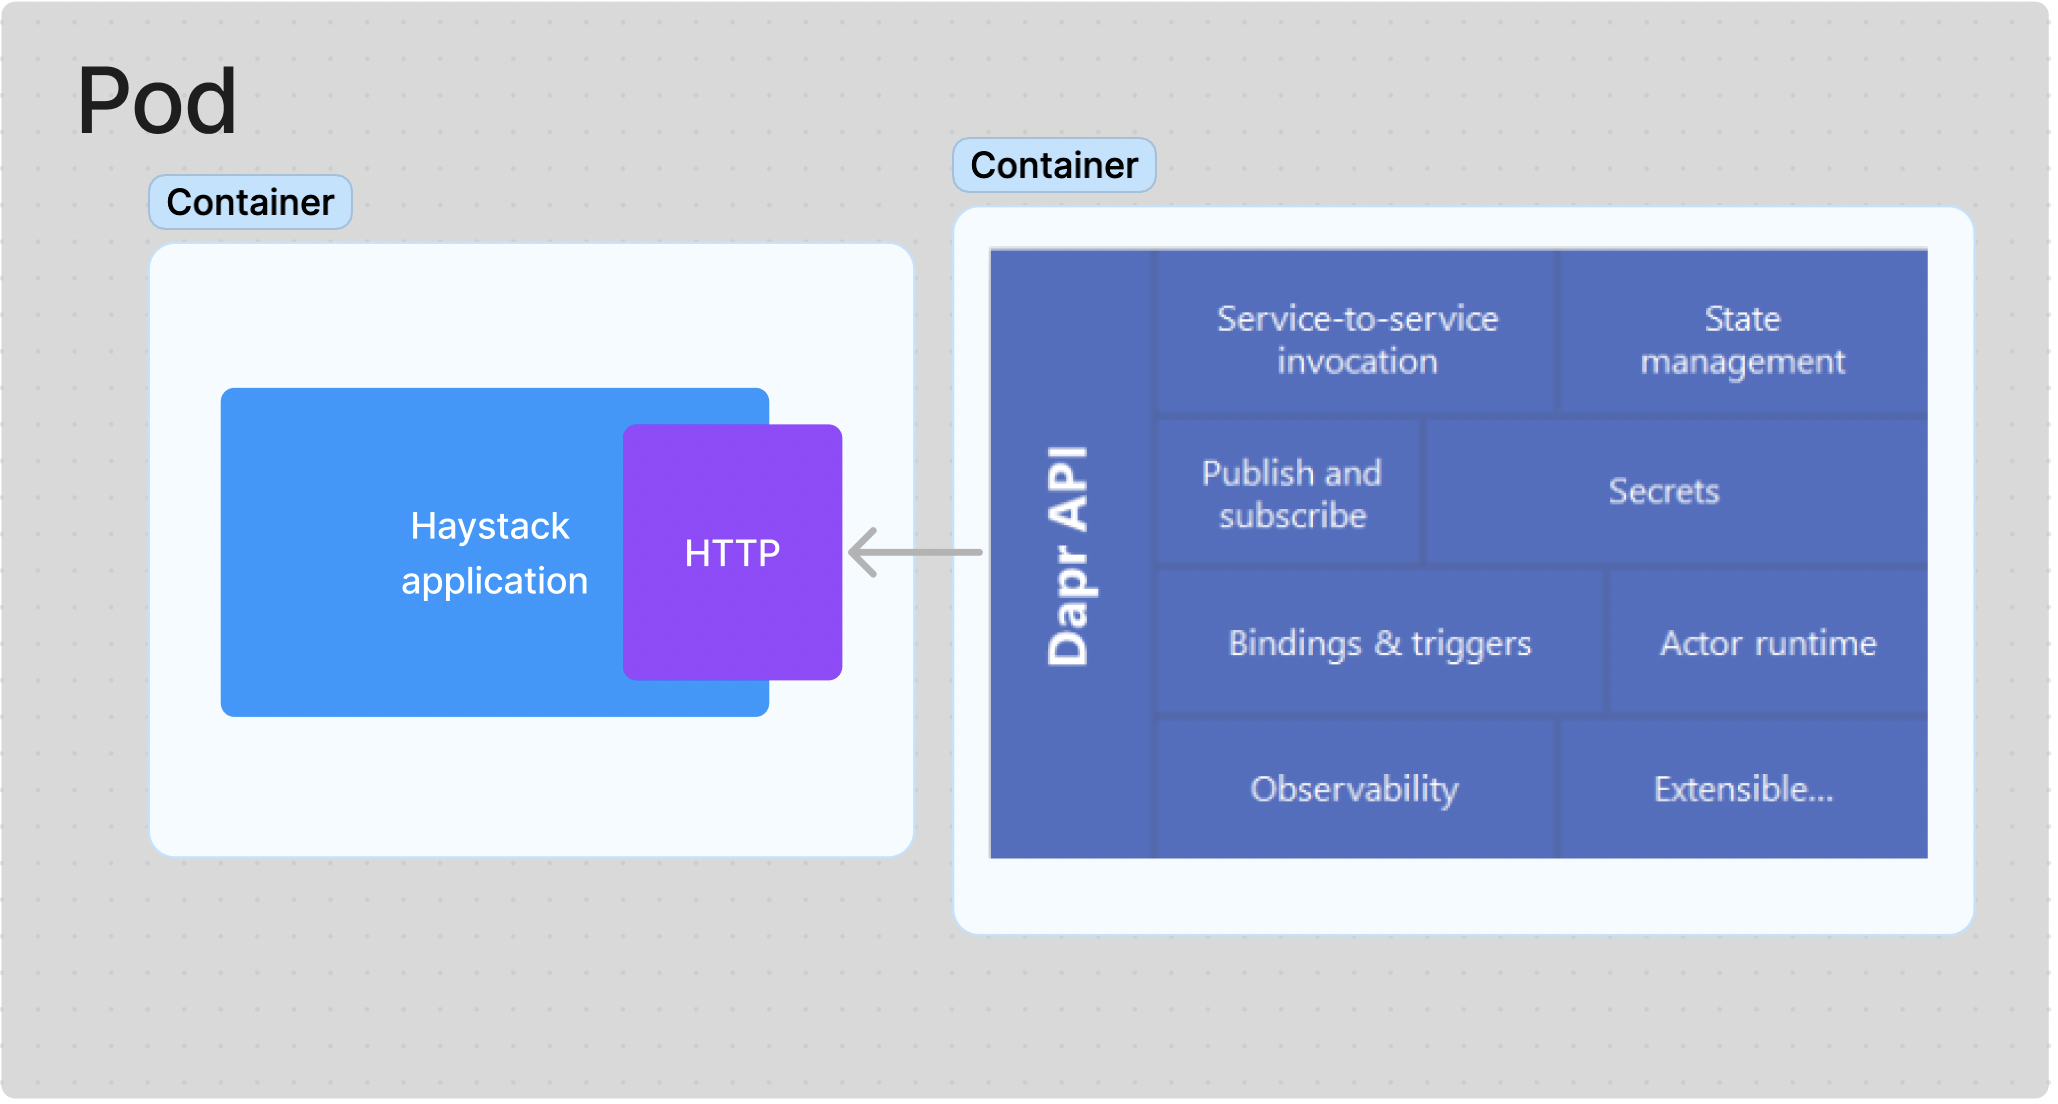 Pod
Container
Haystack
application
HTTP
Container
Dapr API
Service-to-service
invocation
State
management
Publish and
subscribe
Secrets
Bindings & triggers
Actor runtime
Observability
Extensible...